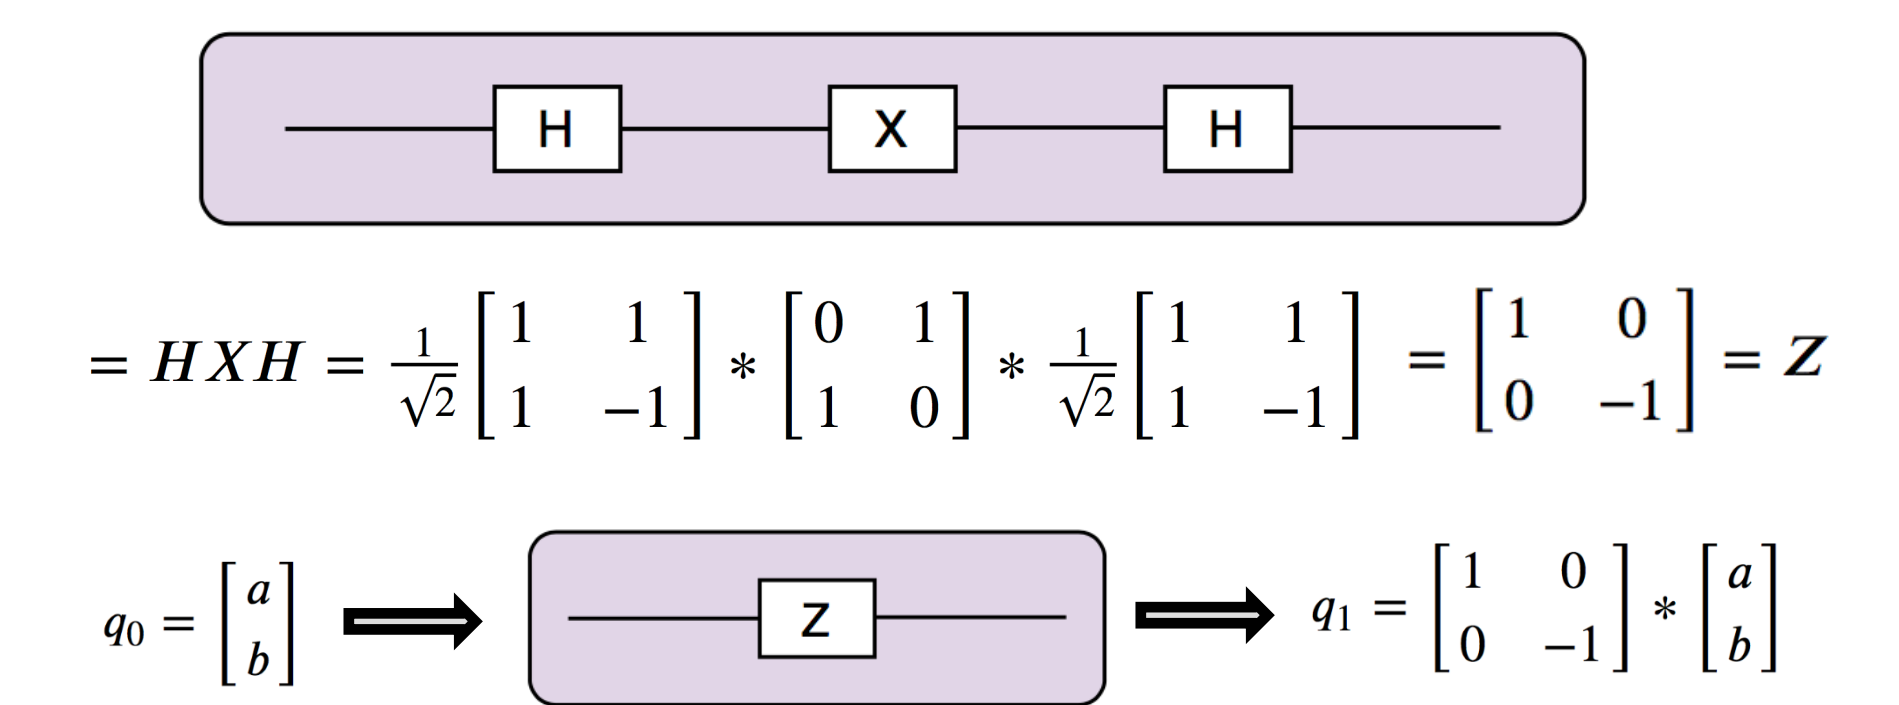 H X H
= HXH = 1/√2 [1 1; 1 −1] * [0 1; 1 0] * 1/√2 [1 1; 1 −1] = [1 0; 0 −1] = Z
q₀ = [a; b] Z q₁ = [1 0; 0 −1] * [a; b]